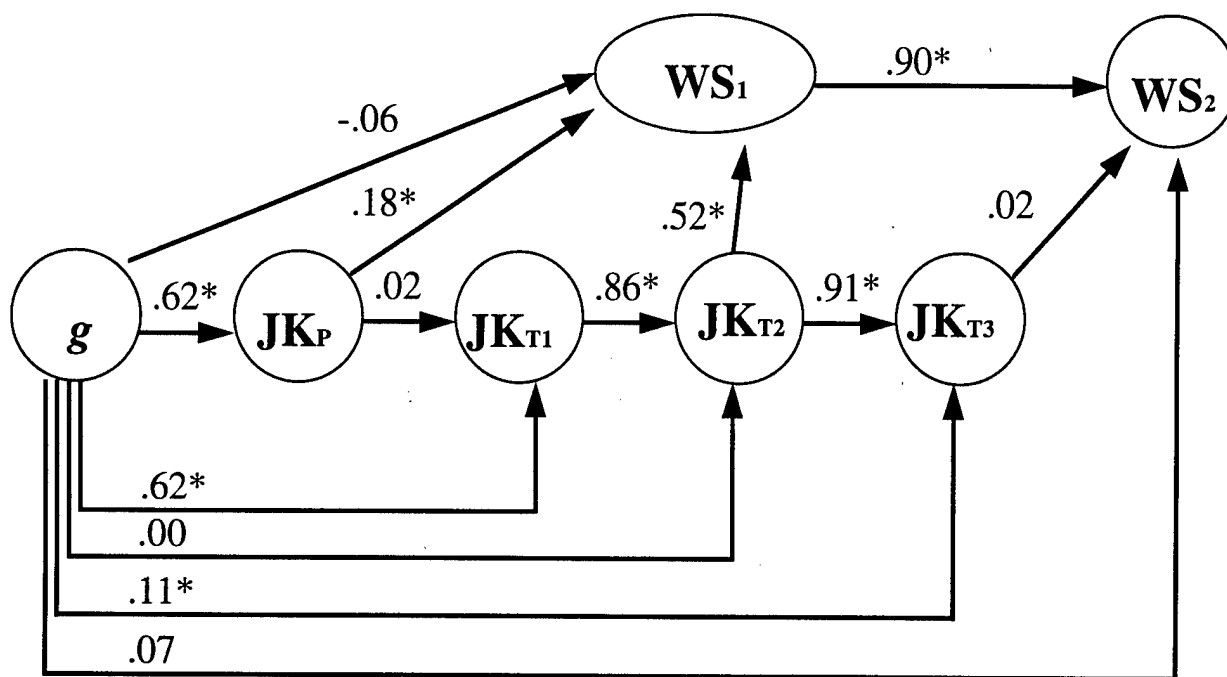 WS1
.90*
WS2
-.06
.18*
.52*
.02
g
.62*
JKP
.02
JKT1
.86*
JKT2
.91*
JKT3
.62*
.00
.11*
.07